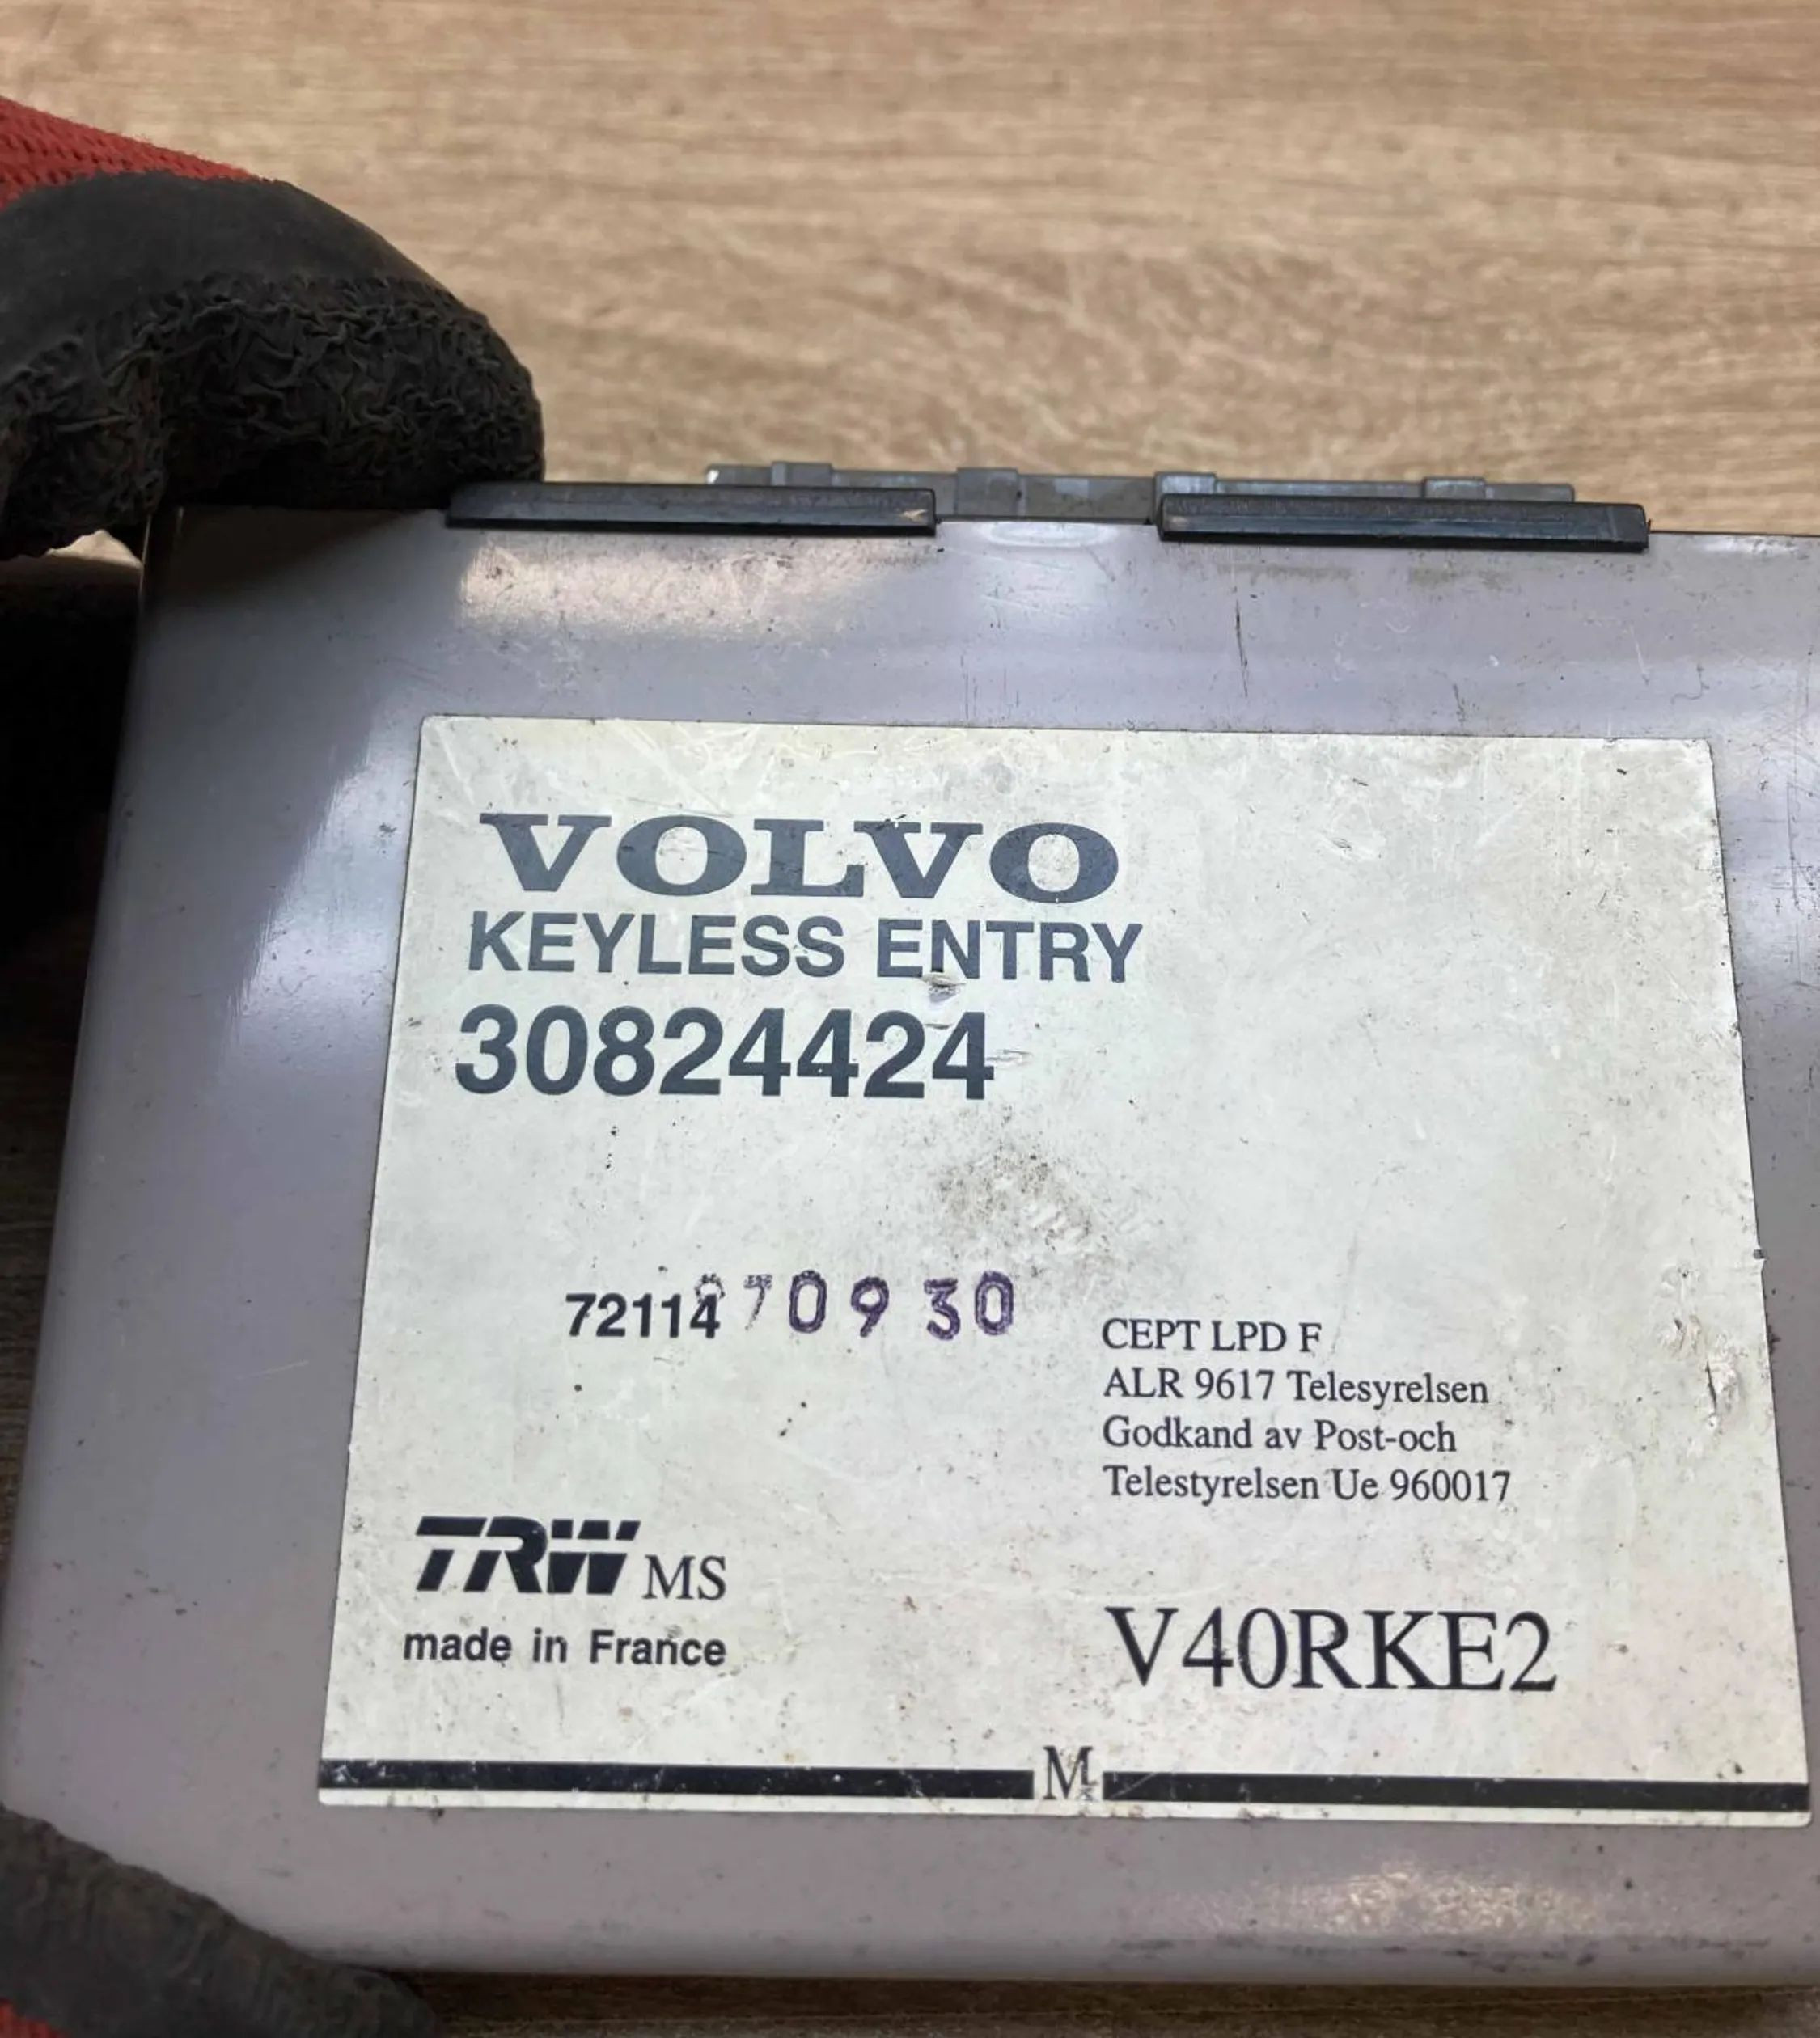 VOLVO
KEYLESS ENTRY
30824424
72114 970930
CEPT LPD F
ALR 9617 Telesyrelsen
Godkand av Post-och
Telestyrelsen Ue 960017
TRW MS
made in France
V40RKE2
M